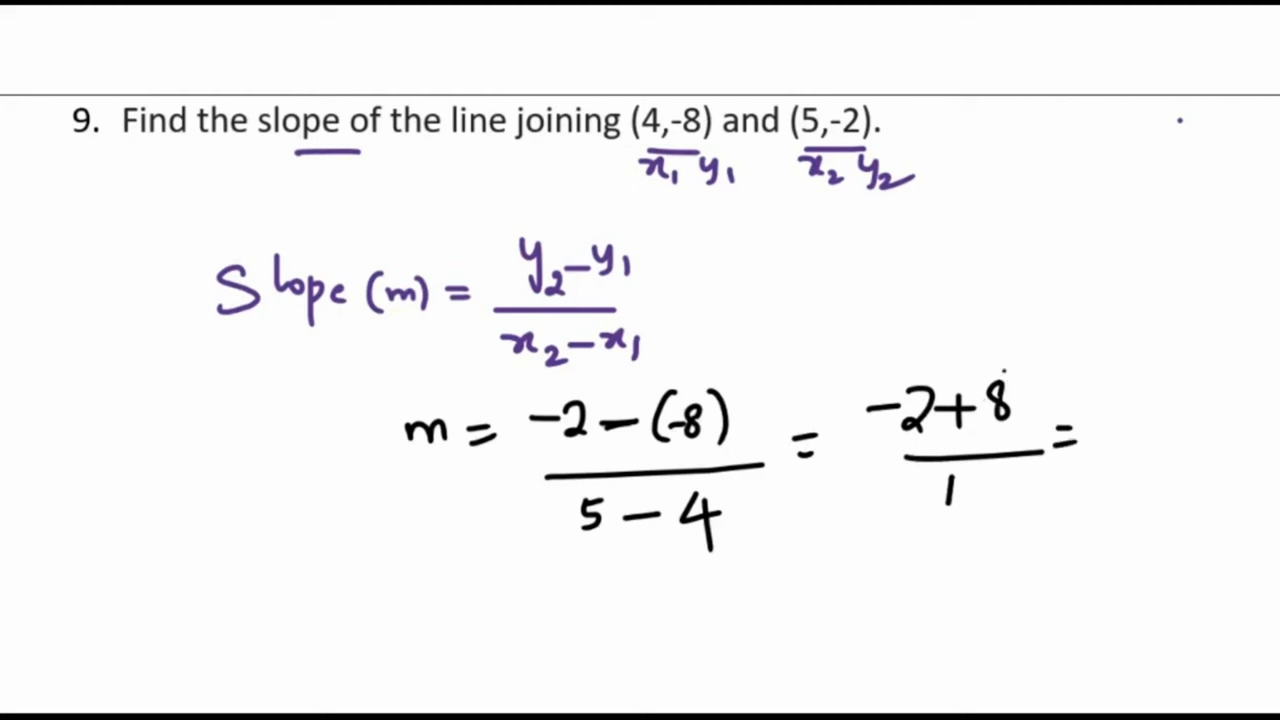 9. Find the slope of the line joining (4,-8) and (5,-2).
x₁ y₁ x₂ y₂
Slope (m) = y₂-y₁
x₂-x₁
m = -2-(-8) = -2+8 =
5-4 1